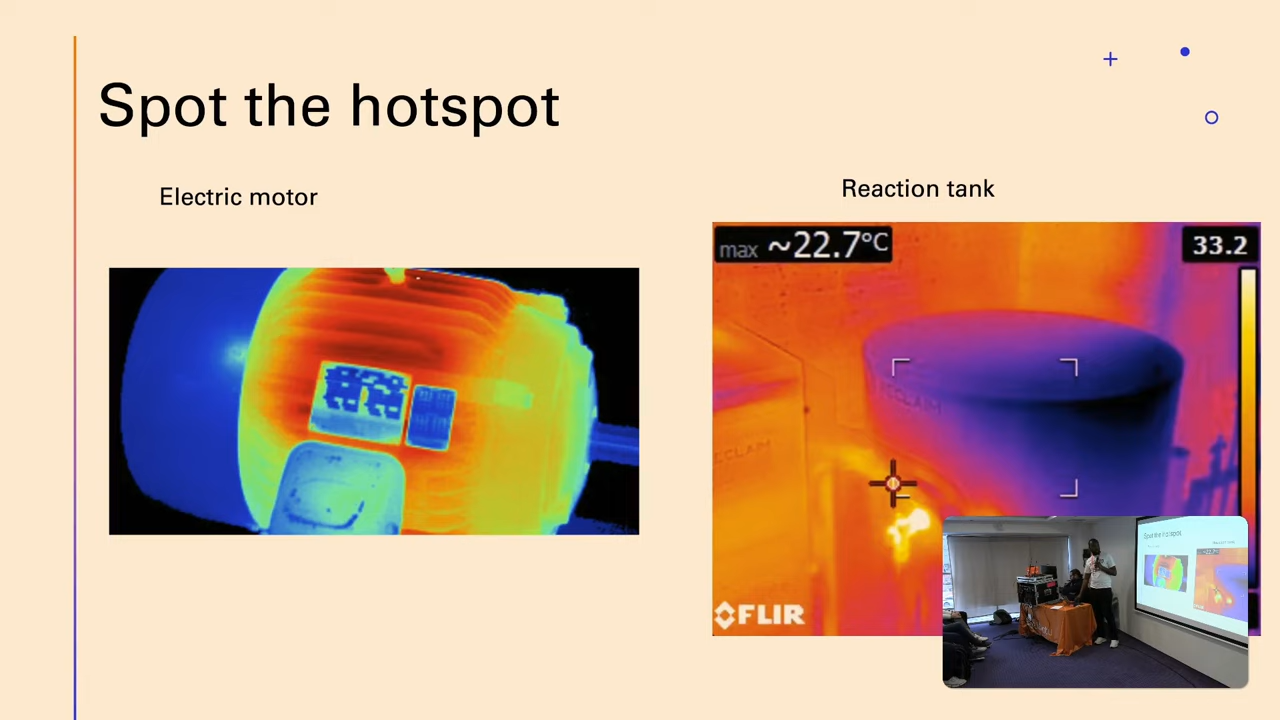 Spot the hotspot
Electric motor
Reaction tank
max ~22.7°C
33.2
FLIR